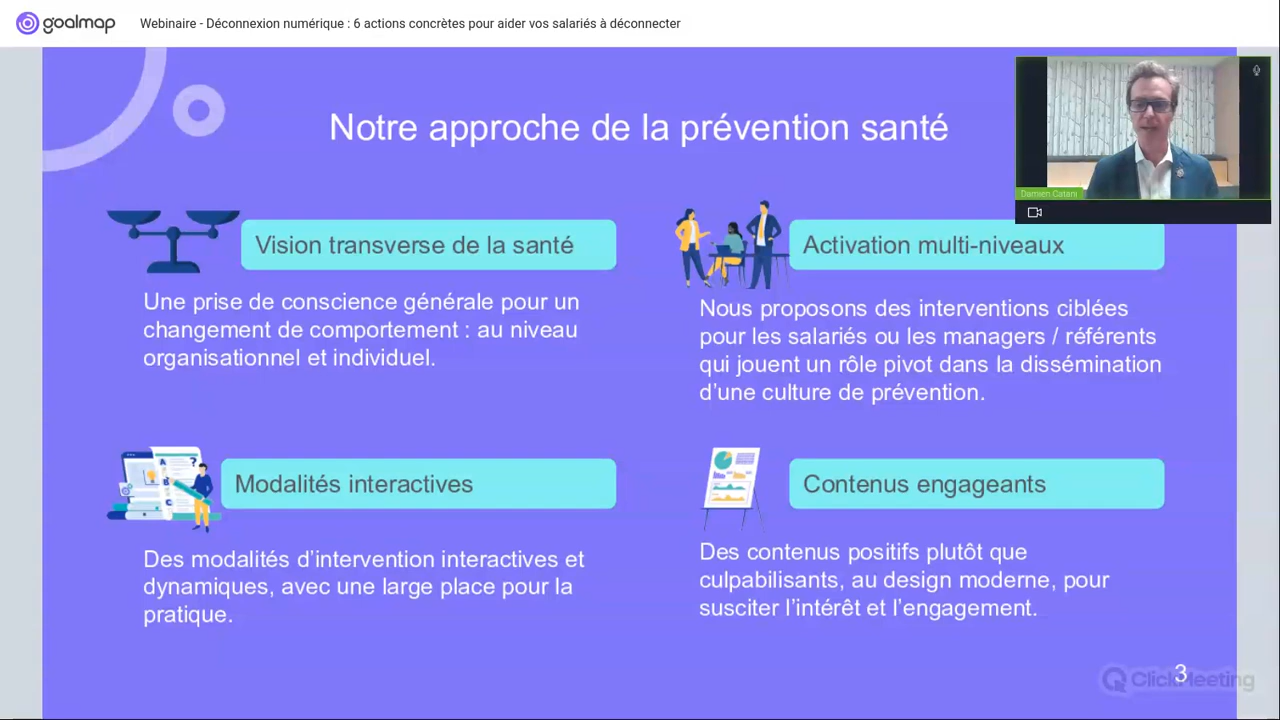 goalmap
Webinaire - Déconnexion numérique : 6 actions concrètes pour aider vos salariés à déconnecter
Notre approche de la prévention santé
Damien Catani
Vision transverse de la santé
Une prise de conscience générale pour un
changement de comportement : au niveau
organisationnel et individuel.
Activation multi-niveaux
Nous proposons des interventions ciblées
pour les salariés ou les managers / référents
qui jouent un rôle pivot dans la dissémination
d’une culture de prévention.
Modalités interactives
Des modalités d’intervention interactives et
dynamiques, avec une large place pour la
pratique.
Contenus engageants
Des contenus positifs plutôt que
culpabilisants, au design moderne, pour
susciter l’intérêt et l’engagement.
3
ClickMeeting